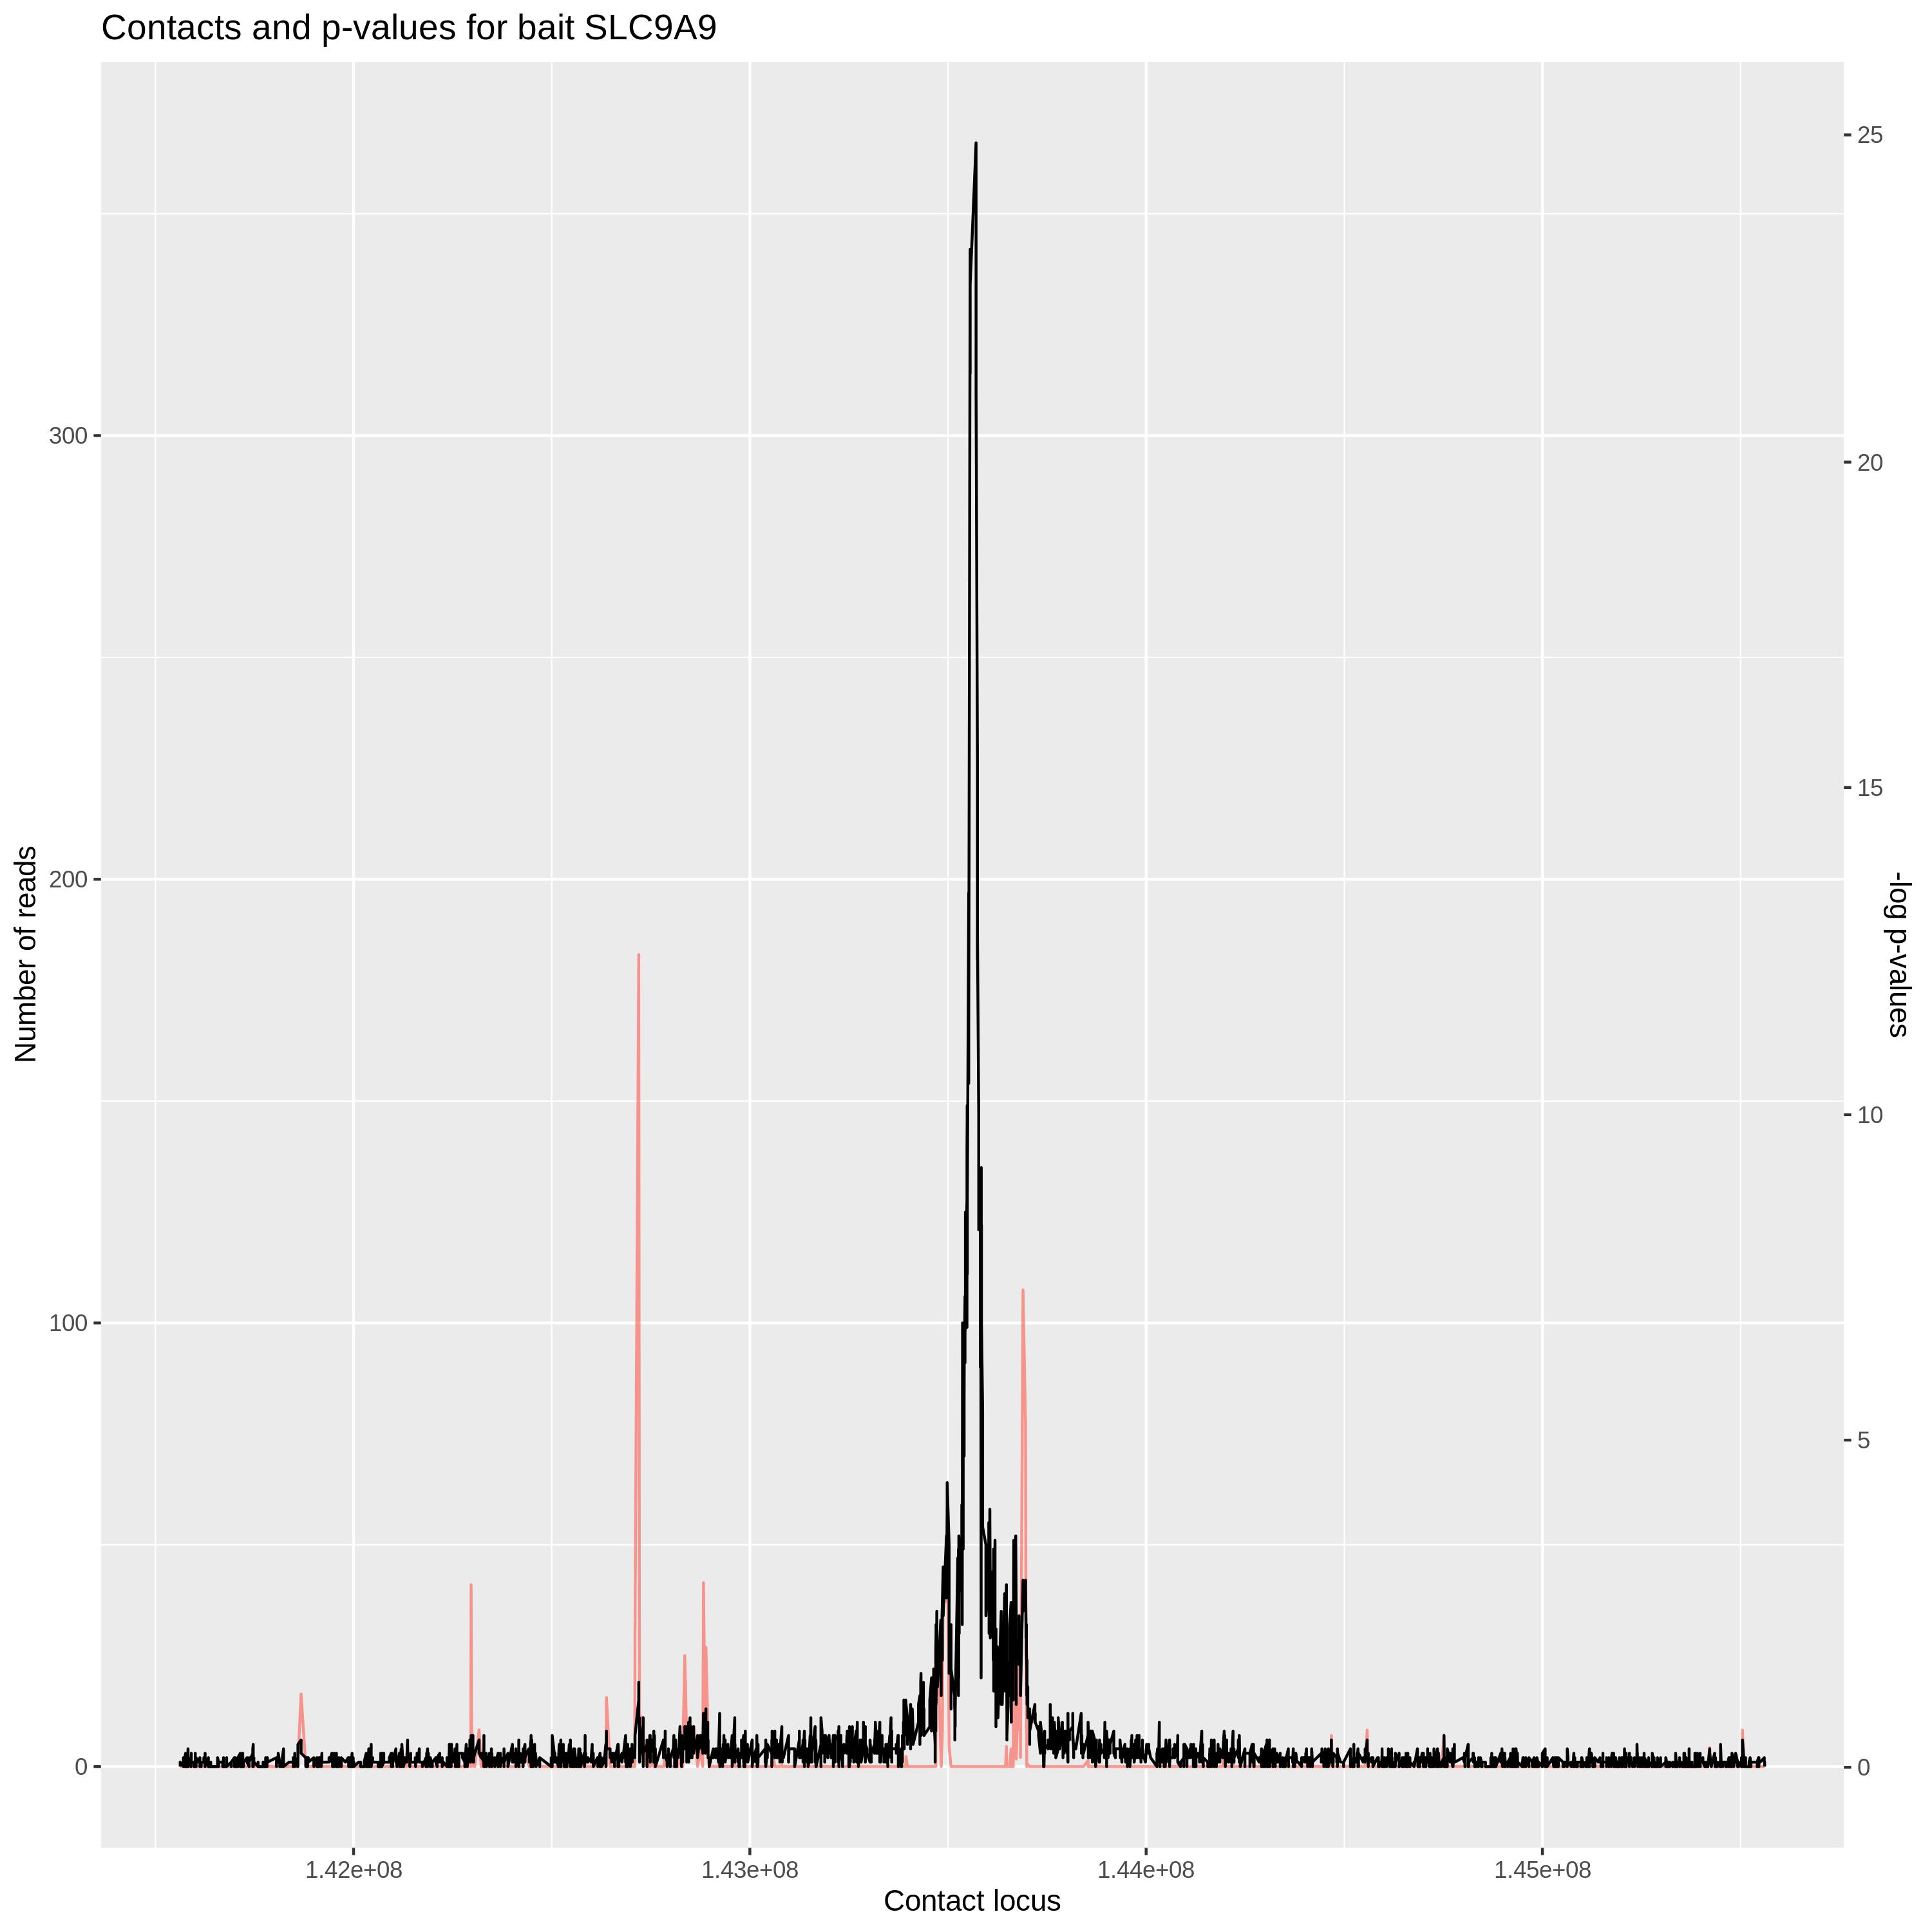 Contacts and p-values for bait SLC9A9
300
200
100
0
Number of reads
25
20
15
10
5
0
-log p-values
1.42e+08 1.43e+08 1.44e+08 1.45e+08
Contact locus